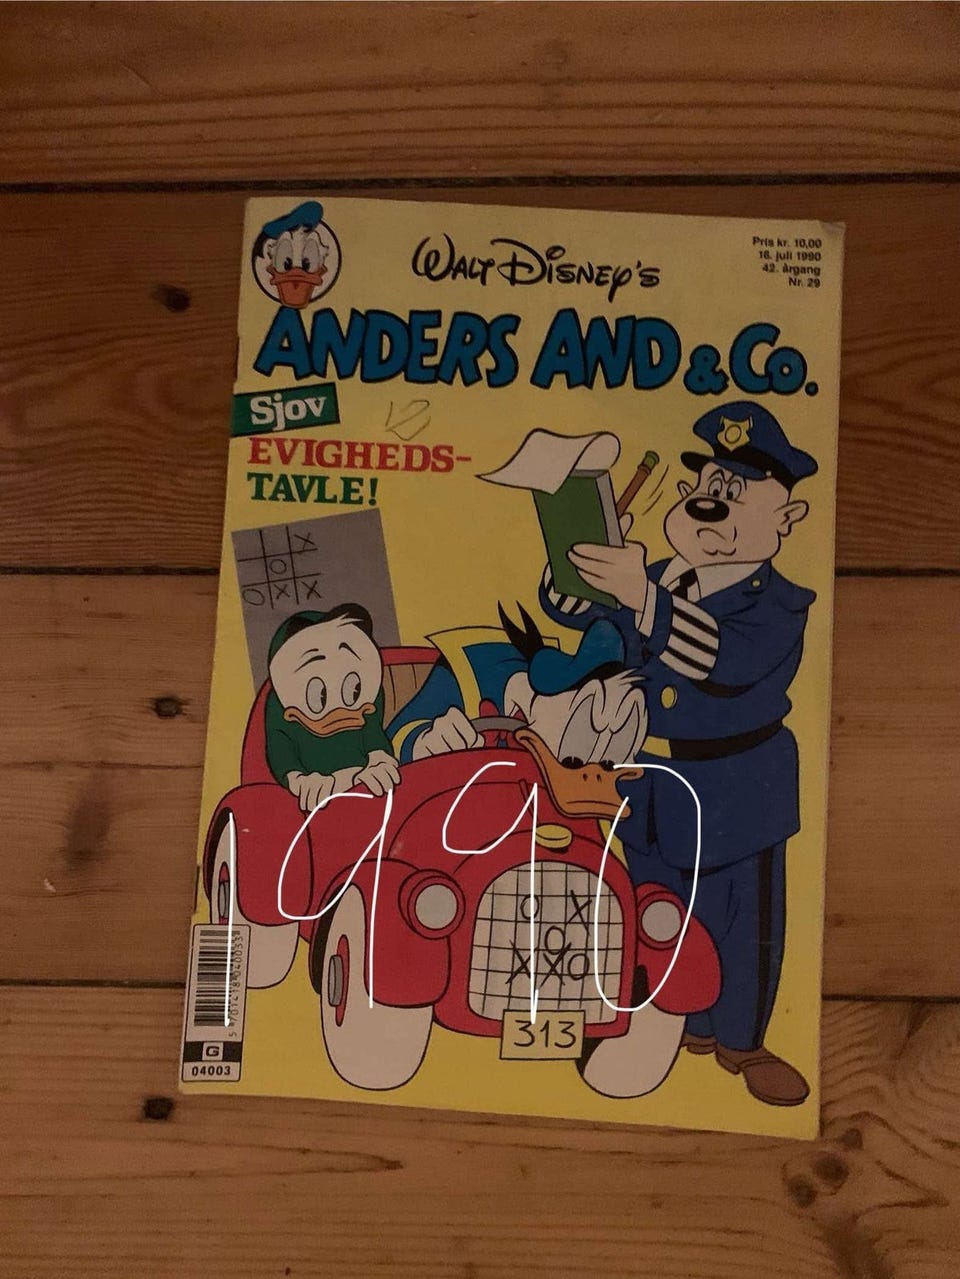 WALT DISNEY'S
Pris kr. 10,00
16. juli 1990
42. årgang
Nr. 29
ANDERS AND & Co.
Sjov
EVIGHEDS-
TAVLE!
X
O
O X X
1990
O X
O
X X O
313
G
04003